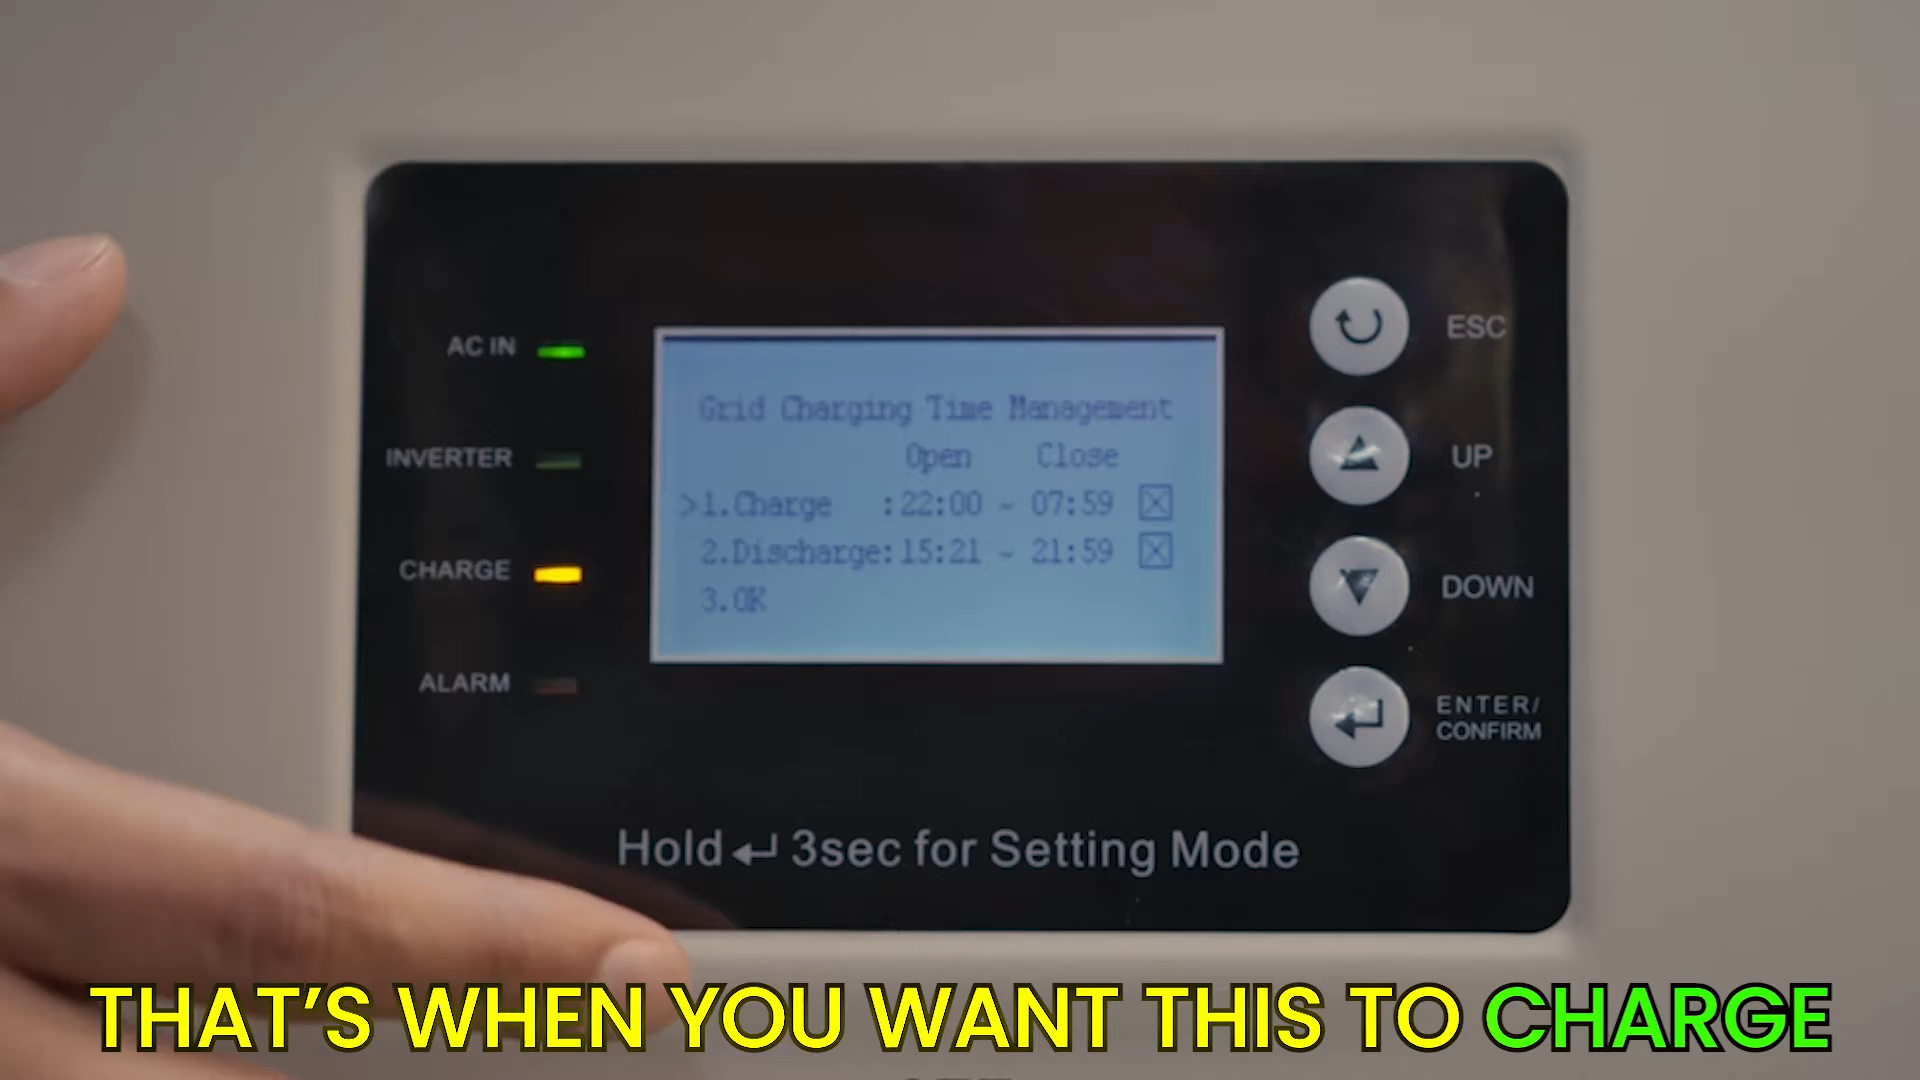 AC IN
INVERTER
CHARGE
ALARM
Grid Charging Time Management
Open Close
>1.Charge :22:00 ~ 07:59
2.Discharge:15:21 ~ 21:59
3.OK
ESC
UP
DOWN
ENTER/
CONFIRM
Hold ↵ 3sec for Setting Mode
THAT'S WHEN YOU WANT THIS TO CHARGE